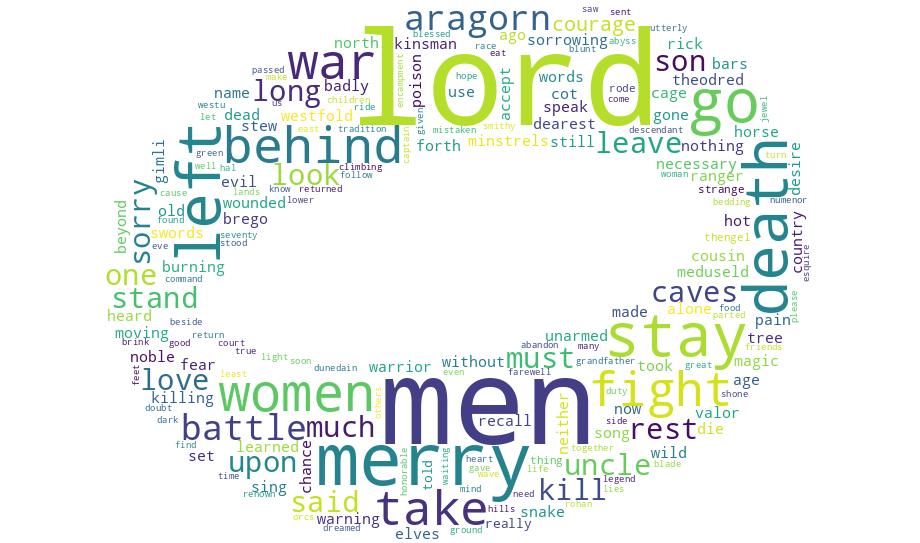 saw sent
aragorn courage utterly
north kinsman blessed ago sorrowing blunt abyss rick
war lord race eat son bars
long badly poison encampment hope words rode theodred go
name use accept cot come cage jewel
let westu dead us children ride westfold given speak dearest gone horse
east tradition mistaken smithy descendant
stew swords captain forth minstrels still leave nothing
left behind climbing woman necessary death desire
green well hal look follow ranger turn
gimli evil returned strange
cause lands know lower bedding numenor
sorry old wounded hot
beyond found brego thengel
eve stood seventy cousin country
one burning meduseld esquire
command caves alone food please
stand made parted
heard beside stay pain
moving return unarmed tree
brink good court abandon many friends
noble true light soon must grandfather great magic
feet fear dunedain warrior without took
love least even farewell fight age shone
killing women others men duty now valor
doubt recall neither side
dark battle much song rest die
learned merry together
find upon chance honorable told waiting heart thing wild
set gave life uncle blade
time sing mind wave legend
renown said take need kill lies
warning hills snake rohan
orcs really
dreamed elves ground